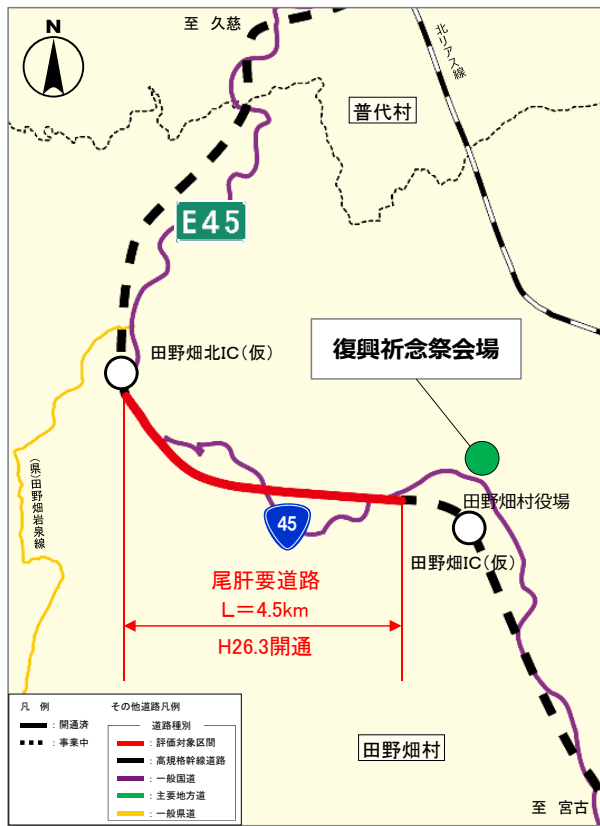 至 久慈
N
北リアス線
普代村
E45
復興祈念祭会場
田野畑北IC(仮)
(県)田野畑岩泉線
田野畑村役場
45
田野畑IC(仮)
尾肝要道路
L=4.5km
H26.3開通
田野畑村
至 宮古
凡 例
:開通済
:事業中
その他道路凡例
道路種別
:評価対象区間
:高規格幹線道路
:一般国道
:主要地方道
:一般県道